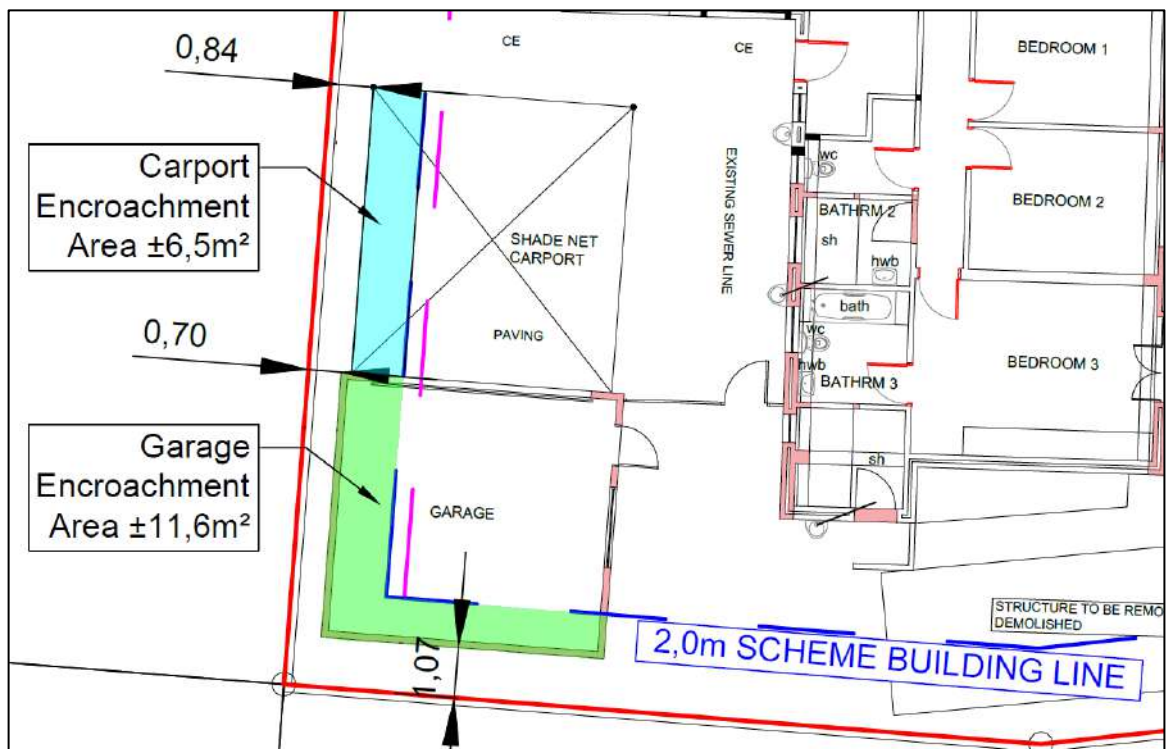 CE
CE
BEDROOM 1
0,84
Carport
Encroachment
Area ±6,5m²
EXISTING SEWER LINE
wc
BATHRM 2
sh
hwb
BEDROOM 2
SHADE NET
CARPORT
bath
PAVING
wc
hwb
BATHRM 3
BEDROOM 3
0,70
Garage
Encroachment
Area ±11,6m²
sh
GARAGE
STRUCTURE TO BE REMO
DEMOLISHED
2,0m SCHEME BUILDING LINE
1,07